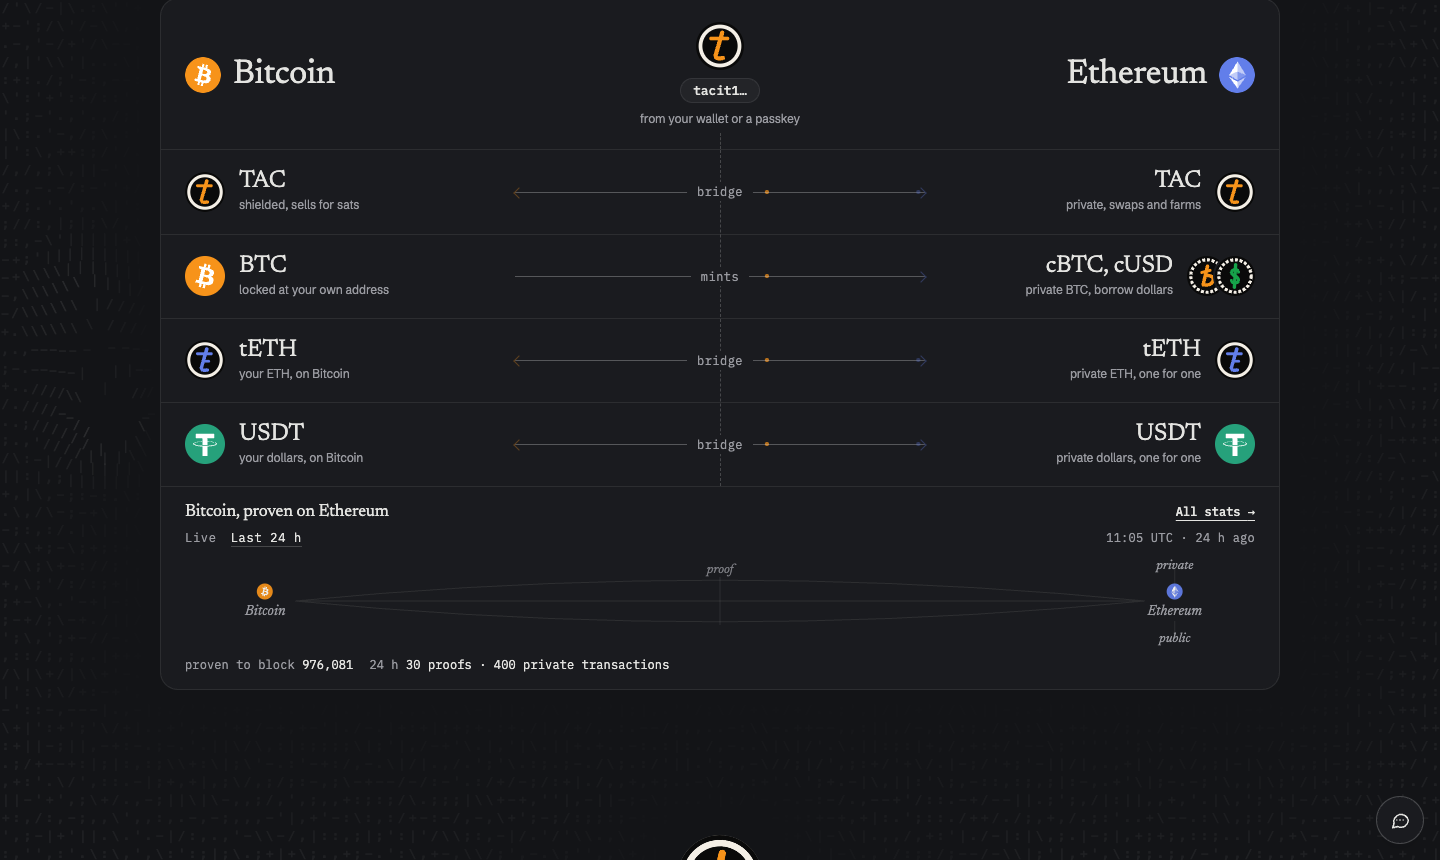 Bitcoin
tacit1…
from your wallet or a passkey
Ethereum
TAC
shielded, sells for sats
bridge
TAC
private, swaps and farms
BTC
locked at your own address
mints
cBTC, cUSD
private BTC, borrow dollars
tETH
your ETH, on Bitcoin
bridge
tETH
private ETH, one for one
USDT
your dollars, on Bitcoin
bridge
USDT
private dollars, one for one
Bitcoin, proven on Ethereum
All stats →
Live Last 24 h
11:05 UTC · 24 h ago
proof
private
Bitcoin
Ethereum
public
proven to block 976,081 24 h 30 proofs · 400 private transactions